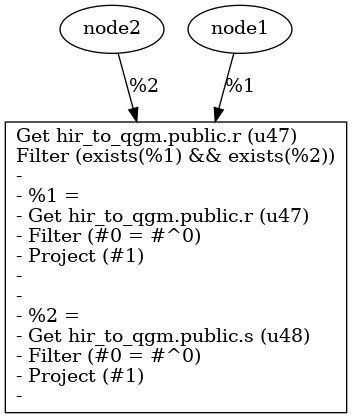 node2 node1
%2 %1
Get hir_to_qgm.public.r (u47)
Filter (exists(%1) && exists(%2))
-
- %1 =
- Get hir_to_qgm.public.r (u47)
- Filter (#0 = #^0)
- Project (#1)
-
-
- %2 =
- Get hir_to_qgm.public.s (u48)
- Filter (#0 = #^0)
- Project (#1)
-